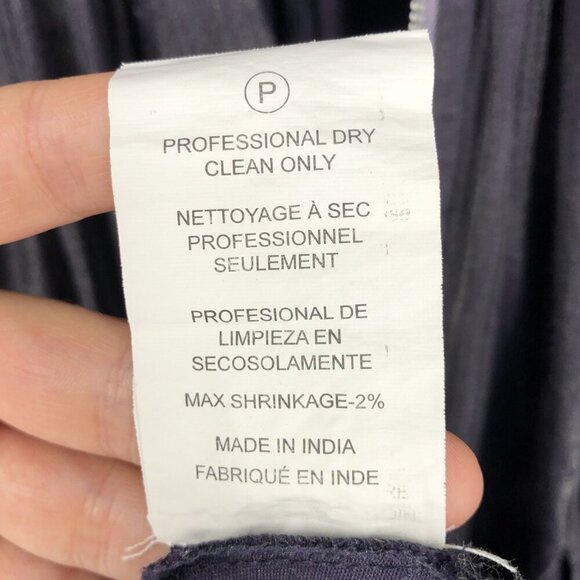 P
PROFESSIONAL DRY
CLEAN ONLY
NETTOYAGE À SEC
PROFESSIONNEL
SEULEMENT
PROFESIONAL DE
LIMPIEZA EN
SECOSOLAMENTE
MAX SHRINKAGE-2%
MADE IN INDIA
FABRIQUÉ EN INDE